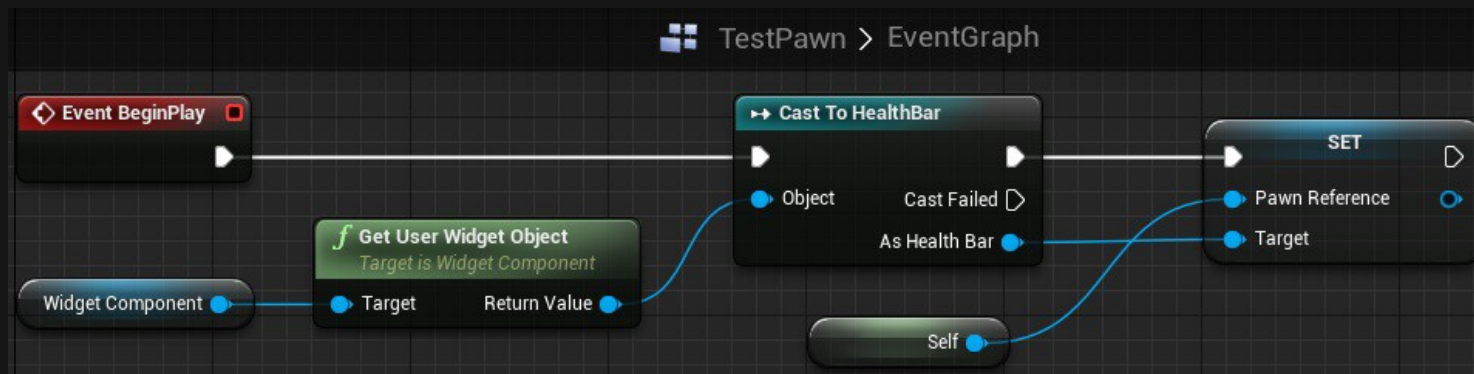 TestPawn > EventGraph
Event BeginPlay
Cast To HealthBar
SET
Object
Cast Failed
Pawn Reference
As Health Bar
Target
f Get User Widget Object
Target is Widget Component
Widget Component
Target
Return Value
Self